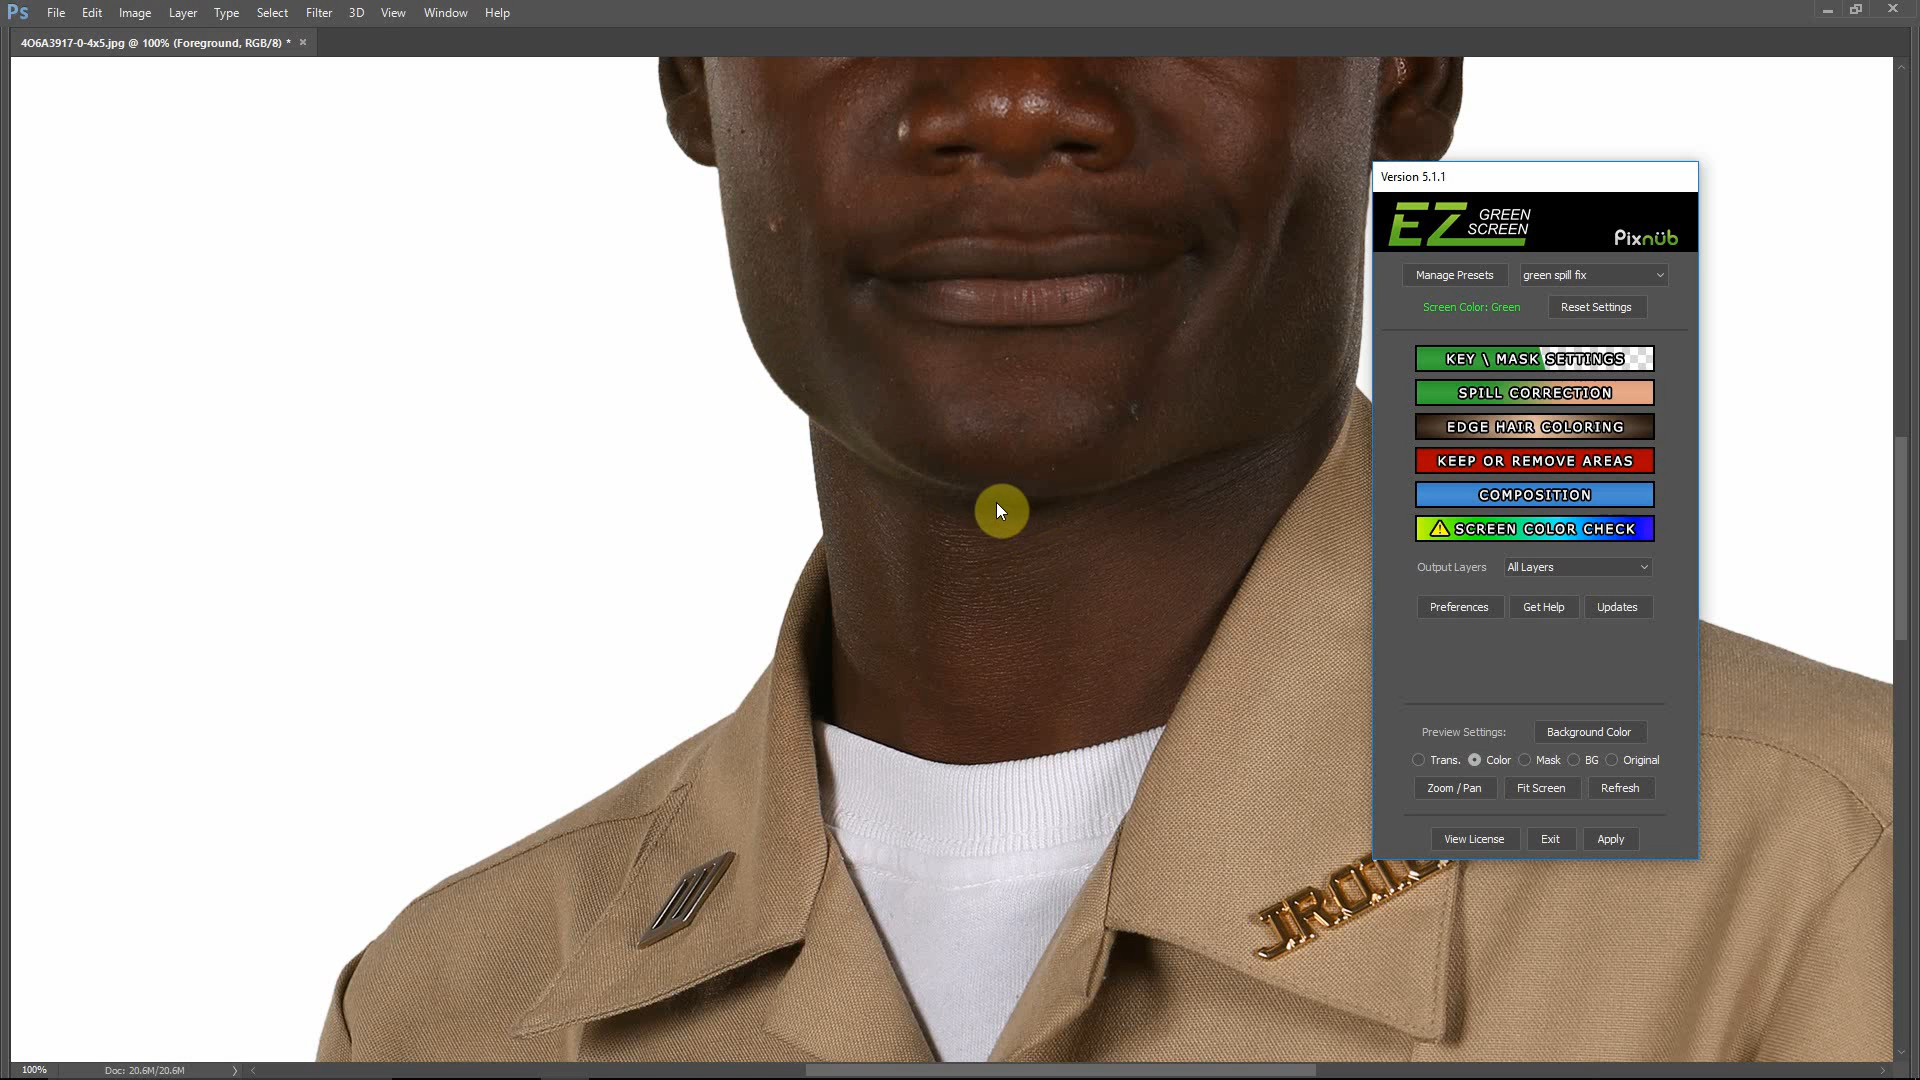 Ps File Edit Image Layer Type Select Filter 3D View Window Help
4O6A3917-0-4x5.jpg @ 100% (Foreground, RGB/8) * ×
Version 5.1.1
EZ GREEN SCREEN Pixnüb
Manage Presets green spill fix
Screen Color: Green Reset Settings
KEY \ MASK SETTINGS
SPILL CORRECTION
EDGE HAIR COLORING
KEEP OR REMOVE AREAS
COMPOSITION
SCREEN COLOR CHECK
Output Layers All Layers
Preferences Get Help Updates
Preview Settings: Background Color
Trans. Color Mask BG Original
Zoom / Pan Fit Screen Refresh
View License Exit Apply
100% Doc: 20.6M/20.6M